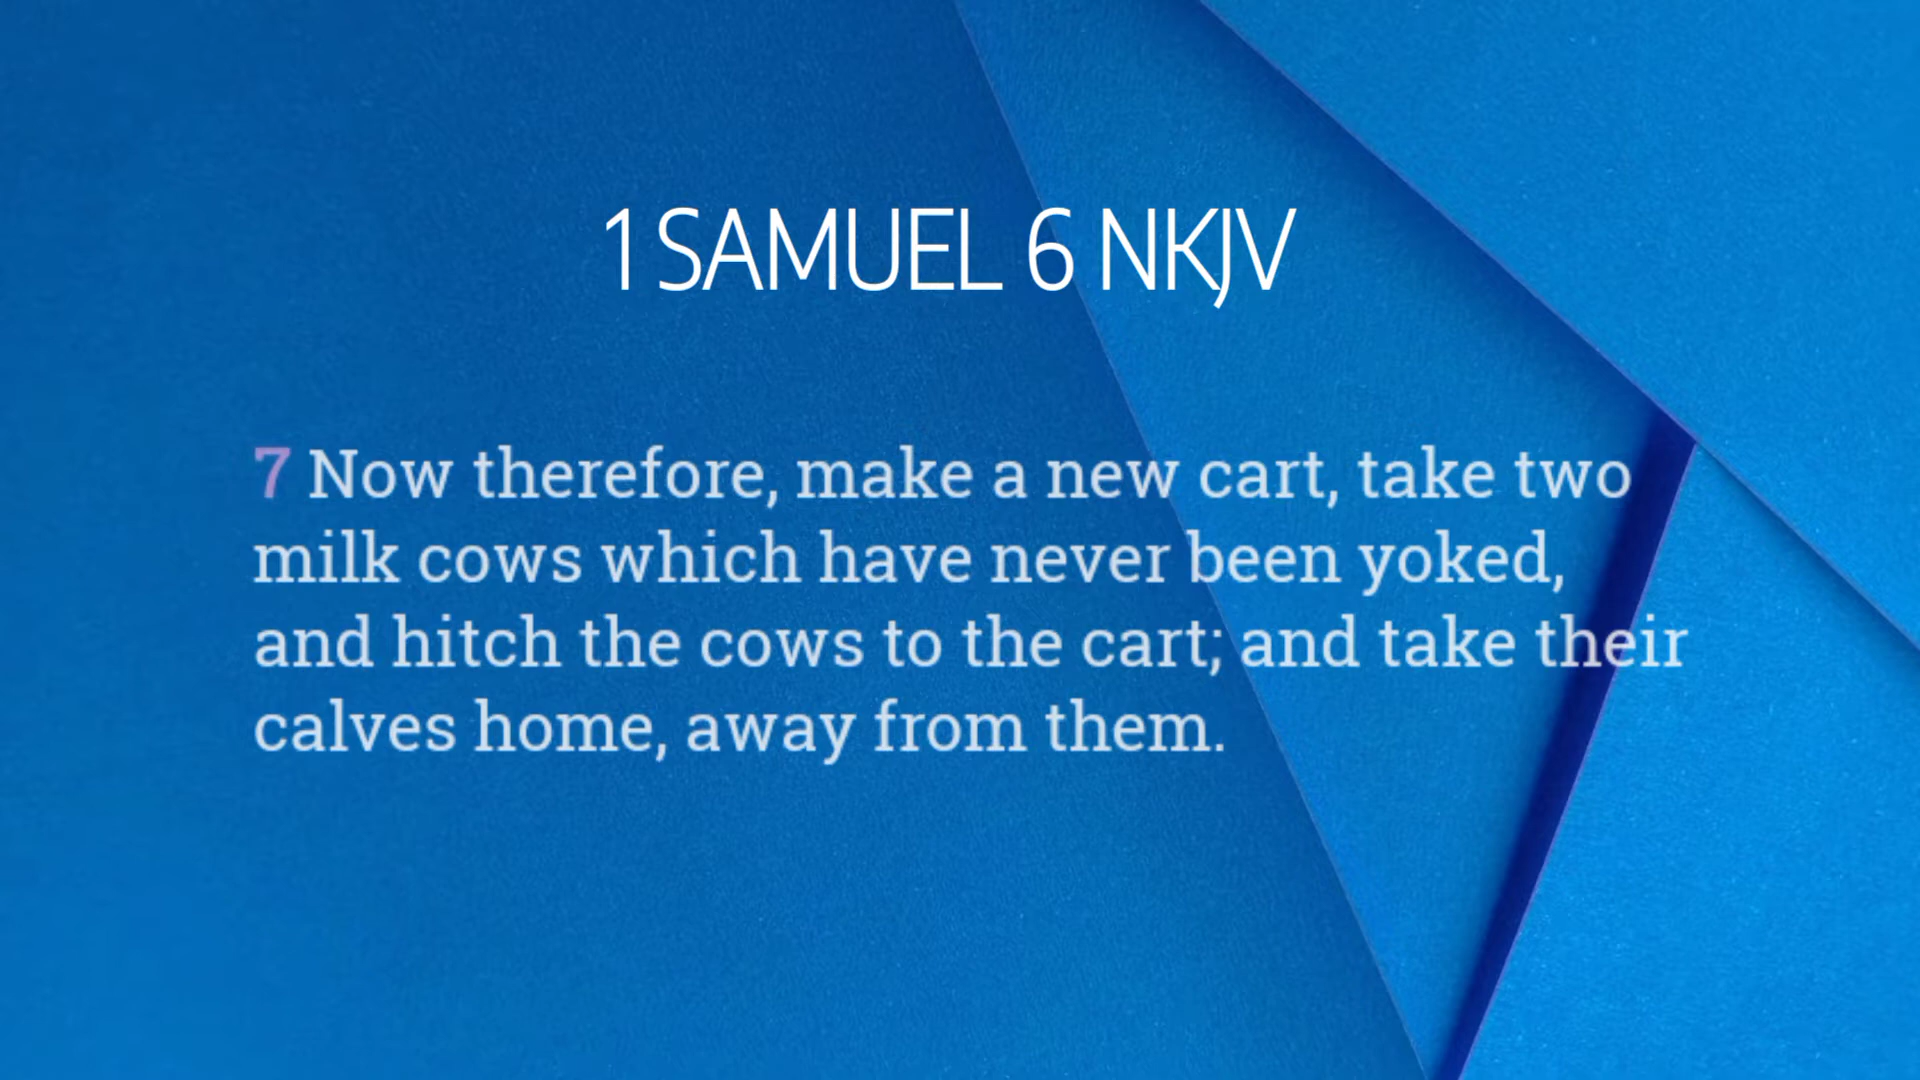 1 SAMUEL 6 NKJV
7 Now therefore, make a new cart, take two
milk cows which have never been yoked,
and hitch the cows to the cart; and take their
calves home, away from them.